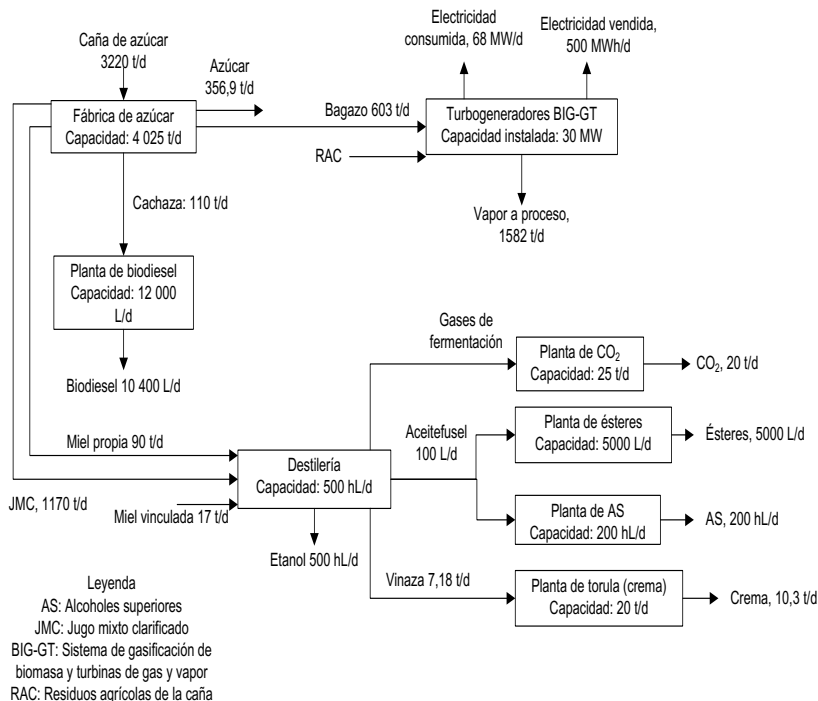 Caña de azúcar
3220 t/d
Azúcar
356,9 t/d
Fábrica de azúcar
Capacidad: 4 025 t/d
Bagazo 603 t/d
RAC
Electricidad
consumida, 68 MW/d
Electricidad vendida,
500 MWh/d
Turbogeneradores BIG-GT
Capacidad instalada: 30 MW
Vapor a proceso,
1582 t/d
Cachaza: 110 t/d
Planta de biodiesel
Capacidad: 12 000
L/d
Biodiesel 10 400 L/d
Miel propia 90 t/d
JMC, 1170 t/d
Miel vinculada 17 t/d
Destilería
Capacidad: 500 hL/d
Etanol 500 hL/d
Gases de
fermentación
Planta de CO₂
Capacidad: 25 t/d
CO₂, 20 t/d
Aceitefusel
100 L/d
Planta de ésteres
Capacidad: 5000 L/d
Ésteres, 5000 L/d
Planta de AS
Capacidad: 200 hL/d
AS, 200 hL/d
Vinaza 7,18 t/d
Planta de torula (crema)
Capacidad: 20 t/d
Crema, 10,3 t/d
Leyenda
AS: Alcoholes superiores
JMC: Jugo mixto clarificado
BIG-GT: Sistema de gasificación de
biomasa y turbinas de gas y vapor
RAC: Residuos agrícolas de la caña